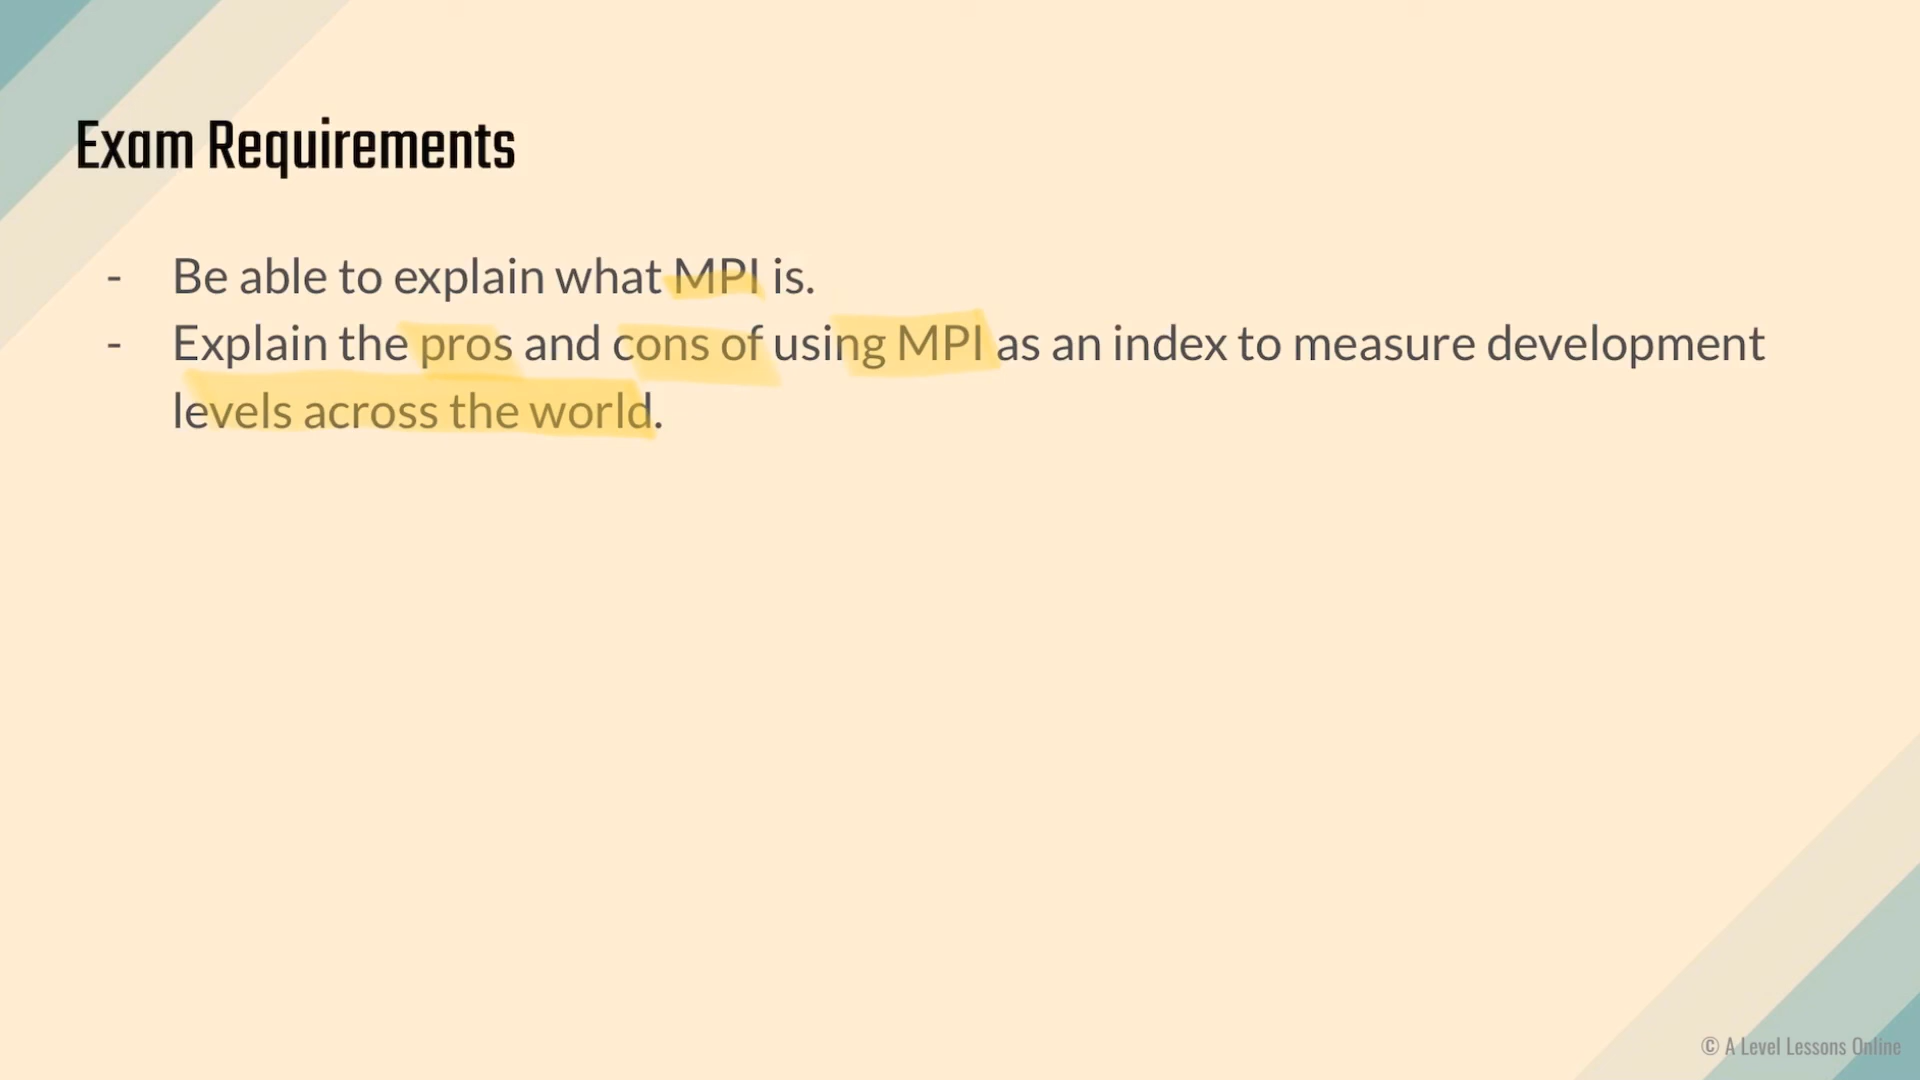 Exam Requirements
- Be able to explain what MPI is.
- Explain the pros and cons of using MPI as an index to measure development
levels across the world.
© A Level Lessons Online